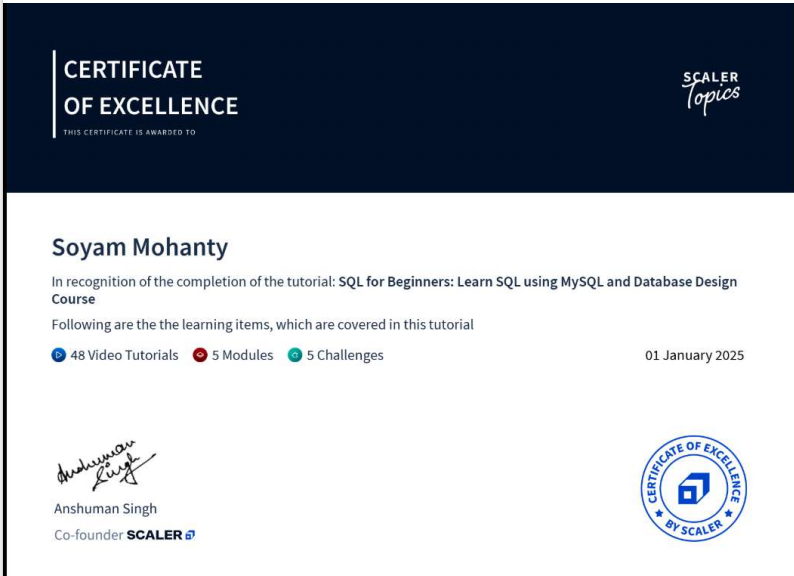 CERTIFICATE
OF EXCELLENCE
THIS CERTIFICATE IS AWARDED TO
SCALER
Topics
Soyam Mohanty
In recognition of the completion of the tutorial: SQL for Beginners: Learn SQL using MySQL and Database Design
Course
Following are the the learning items, which are covered in this tutorial
48 Video Tutorials 5 Modules 5 Challenges
01 January 2025
Anshuman
Singh
Anshuman Singh
Co-founder SCALER
CERTIFICATE OF EXCELLENCE
BY SCALER